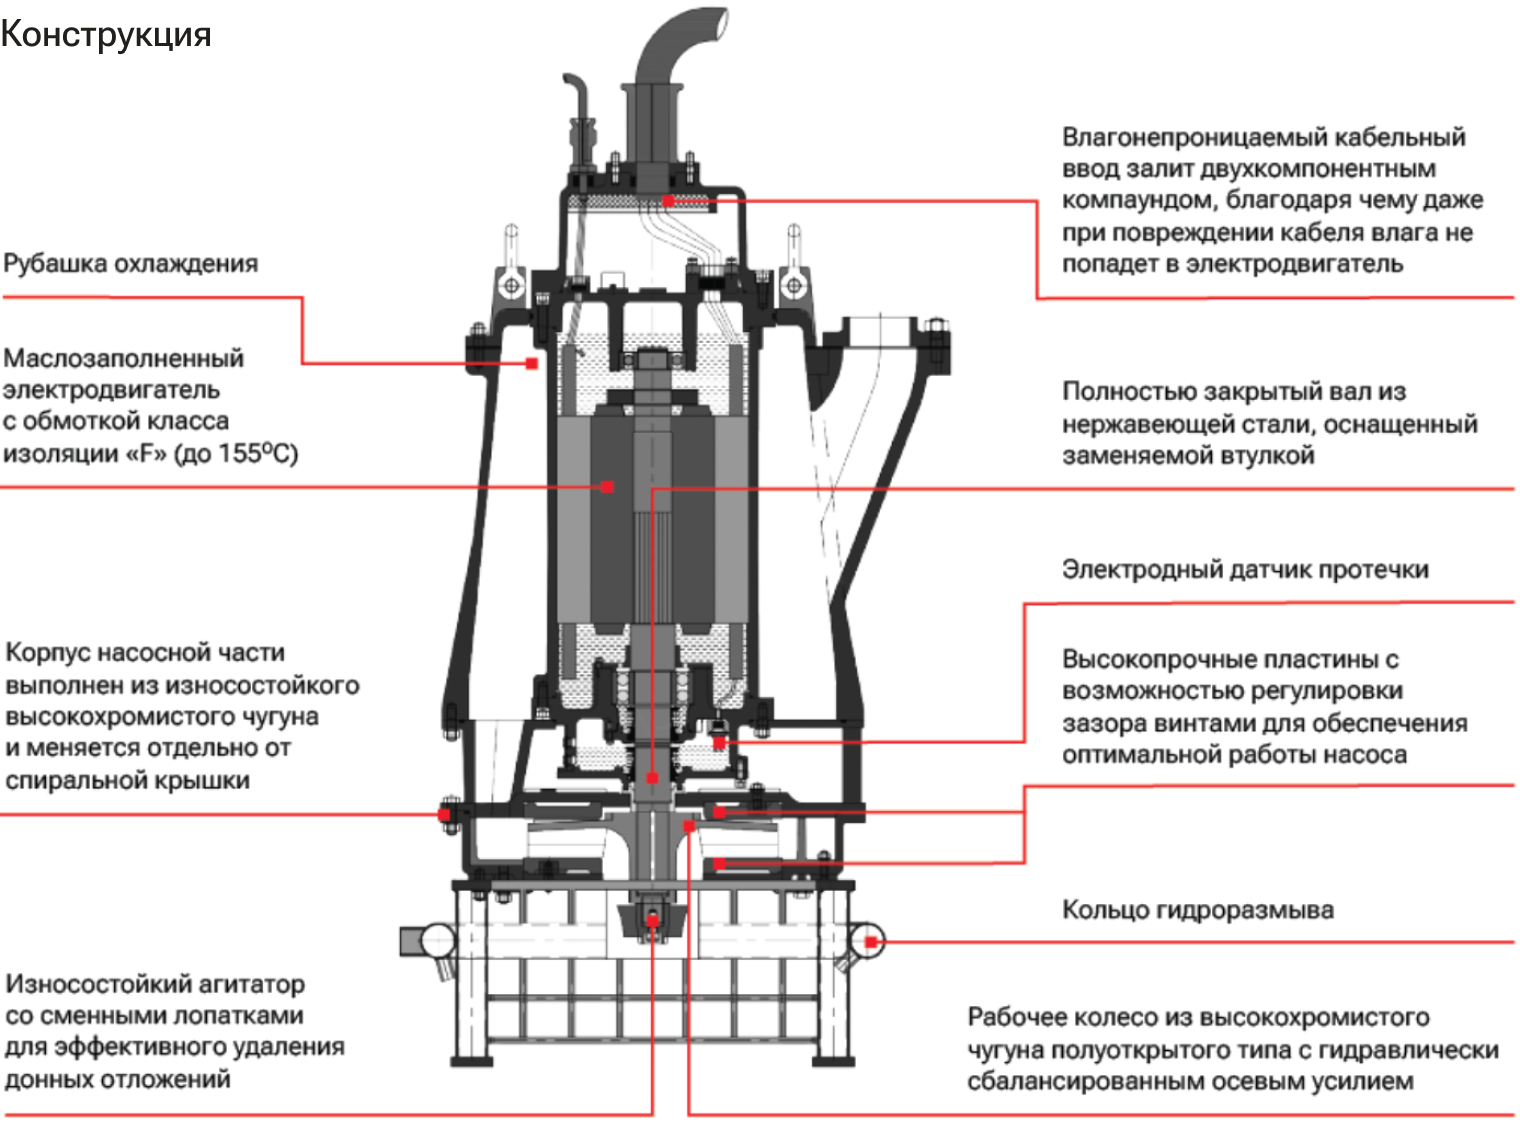 Конструкция
Рубашка охлаждения
Маслозаполненный
электродвигатель
с обмоткой класса
изоляции «F» (до 155ºС)
Корпус насосной части
выполнен из износостойкого
высокохромистого чугуна
и меняется отдельно от
спиральной крышки
Износостойкий агитатор
со сменными лопатками
для эффективного удаления
донных отложений
Влагонепроницаемый кабельный
ввод залит двухкомпонентным
компаундом, благодаря чему даже
при повреждении кабеля влага не
попадет в электродвигатель
Полностью закрытый вал из
нержавеющей стали, оснащенный
заменяемой втулкой
Электродный датчик протечки
Высокопрочные пластины с
возможностью регулировки
зазора винтами для обеспечения
оптимальной работы насоса
Кольцо гидроразмыва
Рабочее колесо из высокохромистого
чугуна полуоткрытого типа с гидравлически
сбалансированным осевым усилием